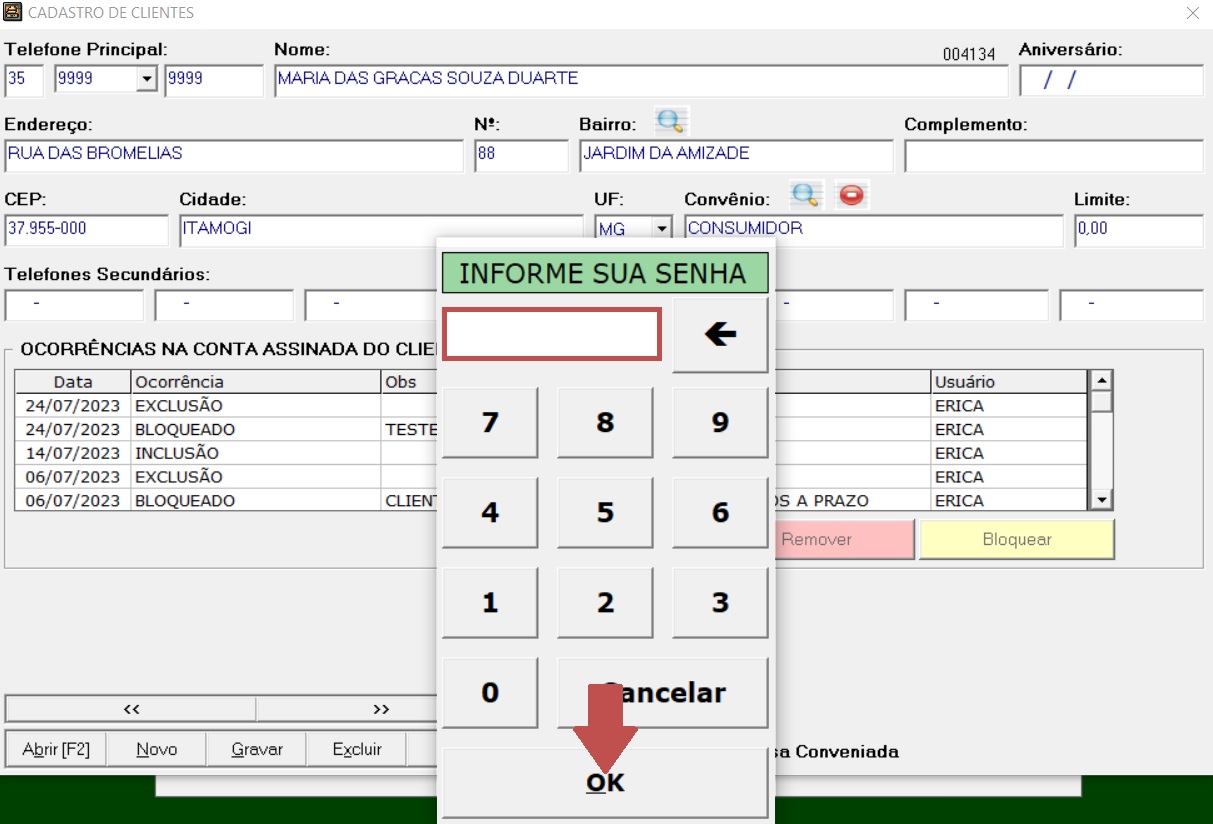 CADASTRO DE CLIENTES
Telefone Principal: Nome: 004134 Aniversário:
35 9999 9999 MARIA DAS GRACAS SOUZA DUARTE / /
Endereço: Nº: Bairro: Complemento:
RUA DAS BROMELIAS 88 JARDIM DA AMIZADE
CEP: Cidade: UF: Convênio: Limite:
37.955-000 ITAMOGI MG CONSUMIDOR 0,00
Telefones Secundários:
- - - - - -
INFORME SUA SENHA
OCORRÊNCIAS NA CONTA ASSINADA DO CLIE
Data Ocorrência Obs Usuário
24/07/2023 EXCLUSÃO ERICA
24/07/2023 BLOQUEADO TESTE ERICA
14/07/2023 INCLUSÃO ERICA
06/07/2023 EXCLUSÃO ERICA
06/07/2023 BLOQUEADO CLIENT OS A PRAZO ERICA
Remover Bloquear
7 8 9
4 5 6
1 2 3
0 Cancelar
<< >>
Abrir [F2] Novo Gravar Excluir sa Conveniada
OK